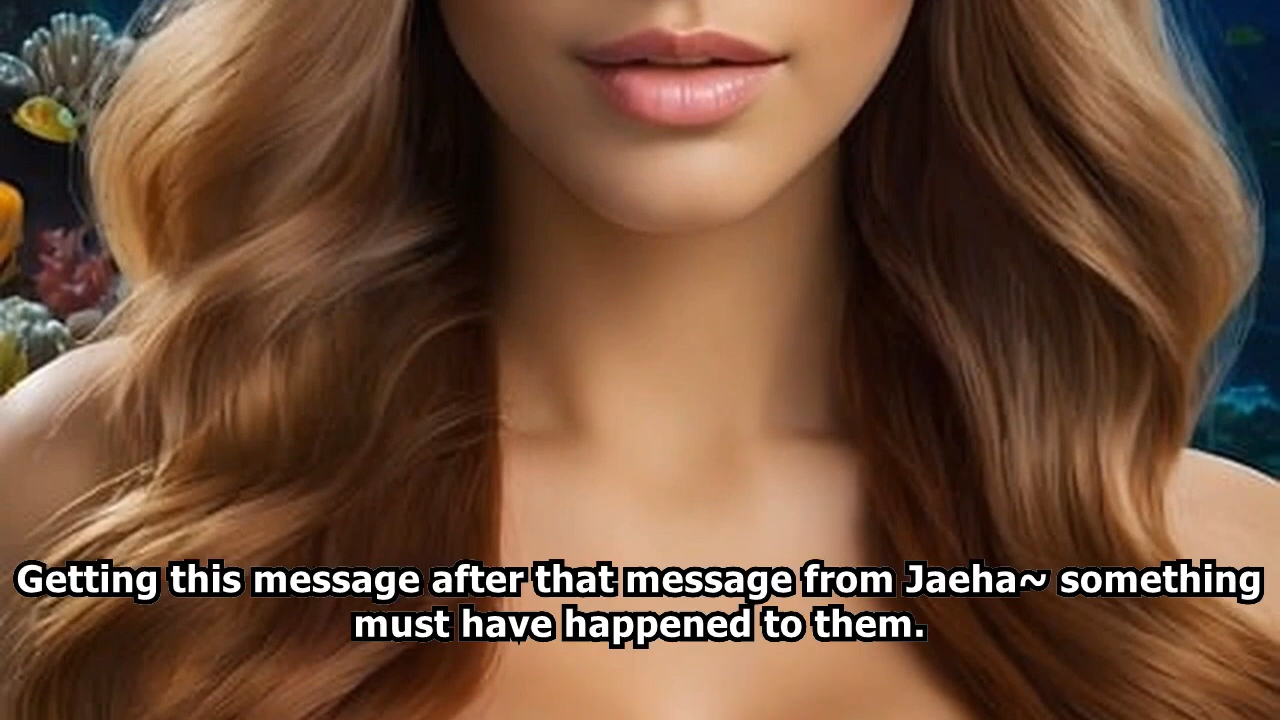 Getting this message after that message from Jaeha~ something
must have happened to them.